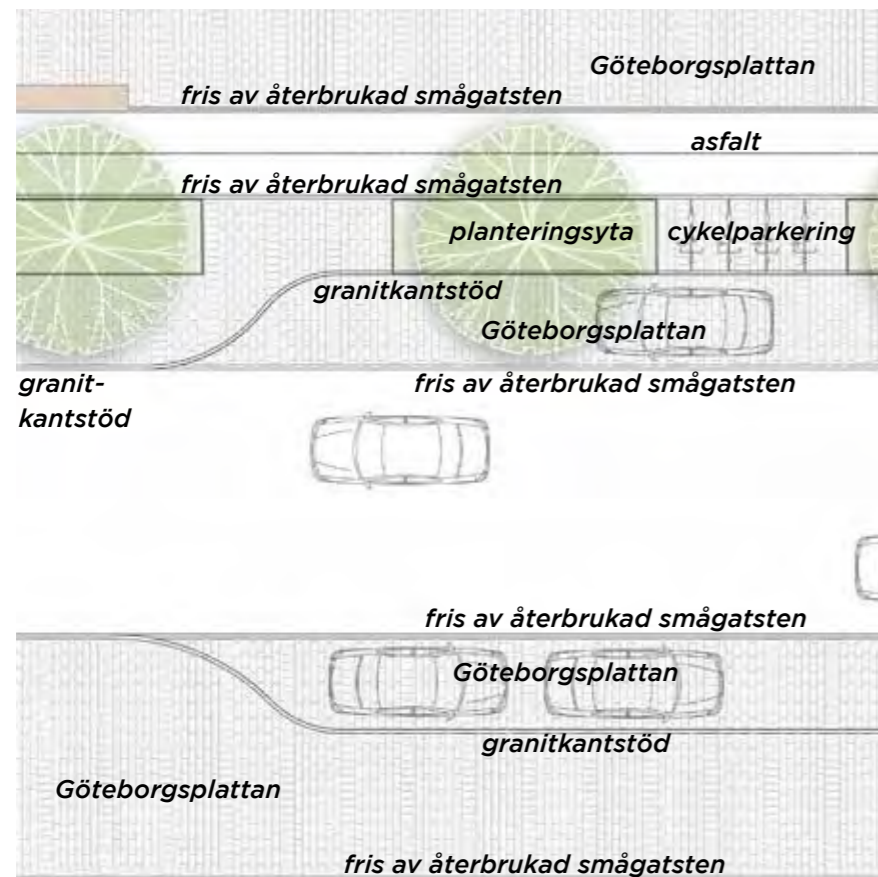 Göteborgsplattan
fris av återbrukad smågatsten
asfalt
fris av återbrukad smågatsten
planteringsyta
cykelparkering
granitkantstöd
Göteborgsplattan
granit-
kantstöd
fris av återbrukad smågatsten
fris av återbrukad smågatsten
Göteborgsplattan
granitkantstöd
Göteborgsplattan
fris av återbrukad smågatsten